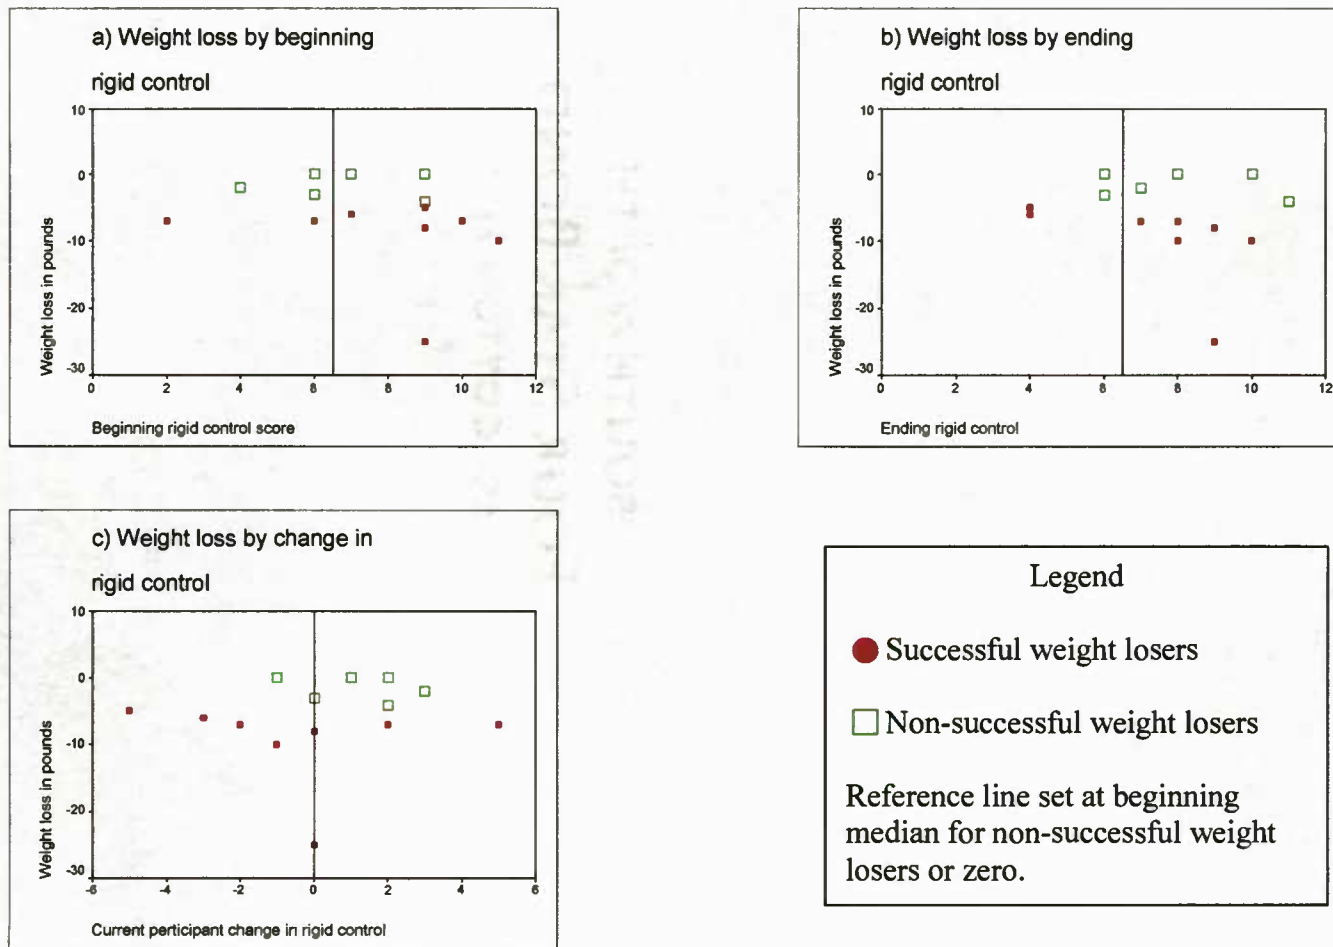 a) Weight loss by beginning
rigid control
10
0
-10
-20
-30
Weight loss in pounds
0 2 4 6 8 10 12
Beginning rigid control score
b) Weight loss by ending
rigid control
10
0
-10
-20
-30
Weight loss in pounds
0 2 4 6 8 10 12
Ending rigid control
c) Weight loss by change in
rigid control
10
0
-10
-20
-30
Weight loss in pounds
-6 -4 -2 0 2 4 6
Current perticipant change in rigid control
Legend
Successful weight losers
Non-successful weight losers
Reference line set at beginning
median for non-successful weight
losers or zero.